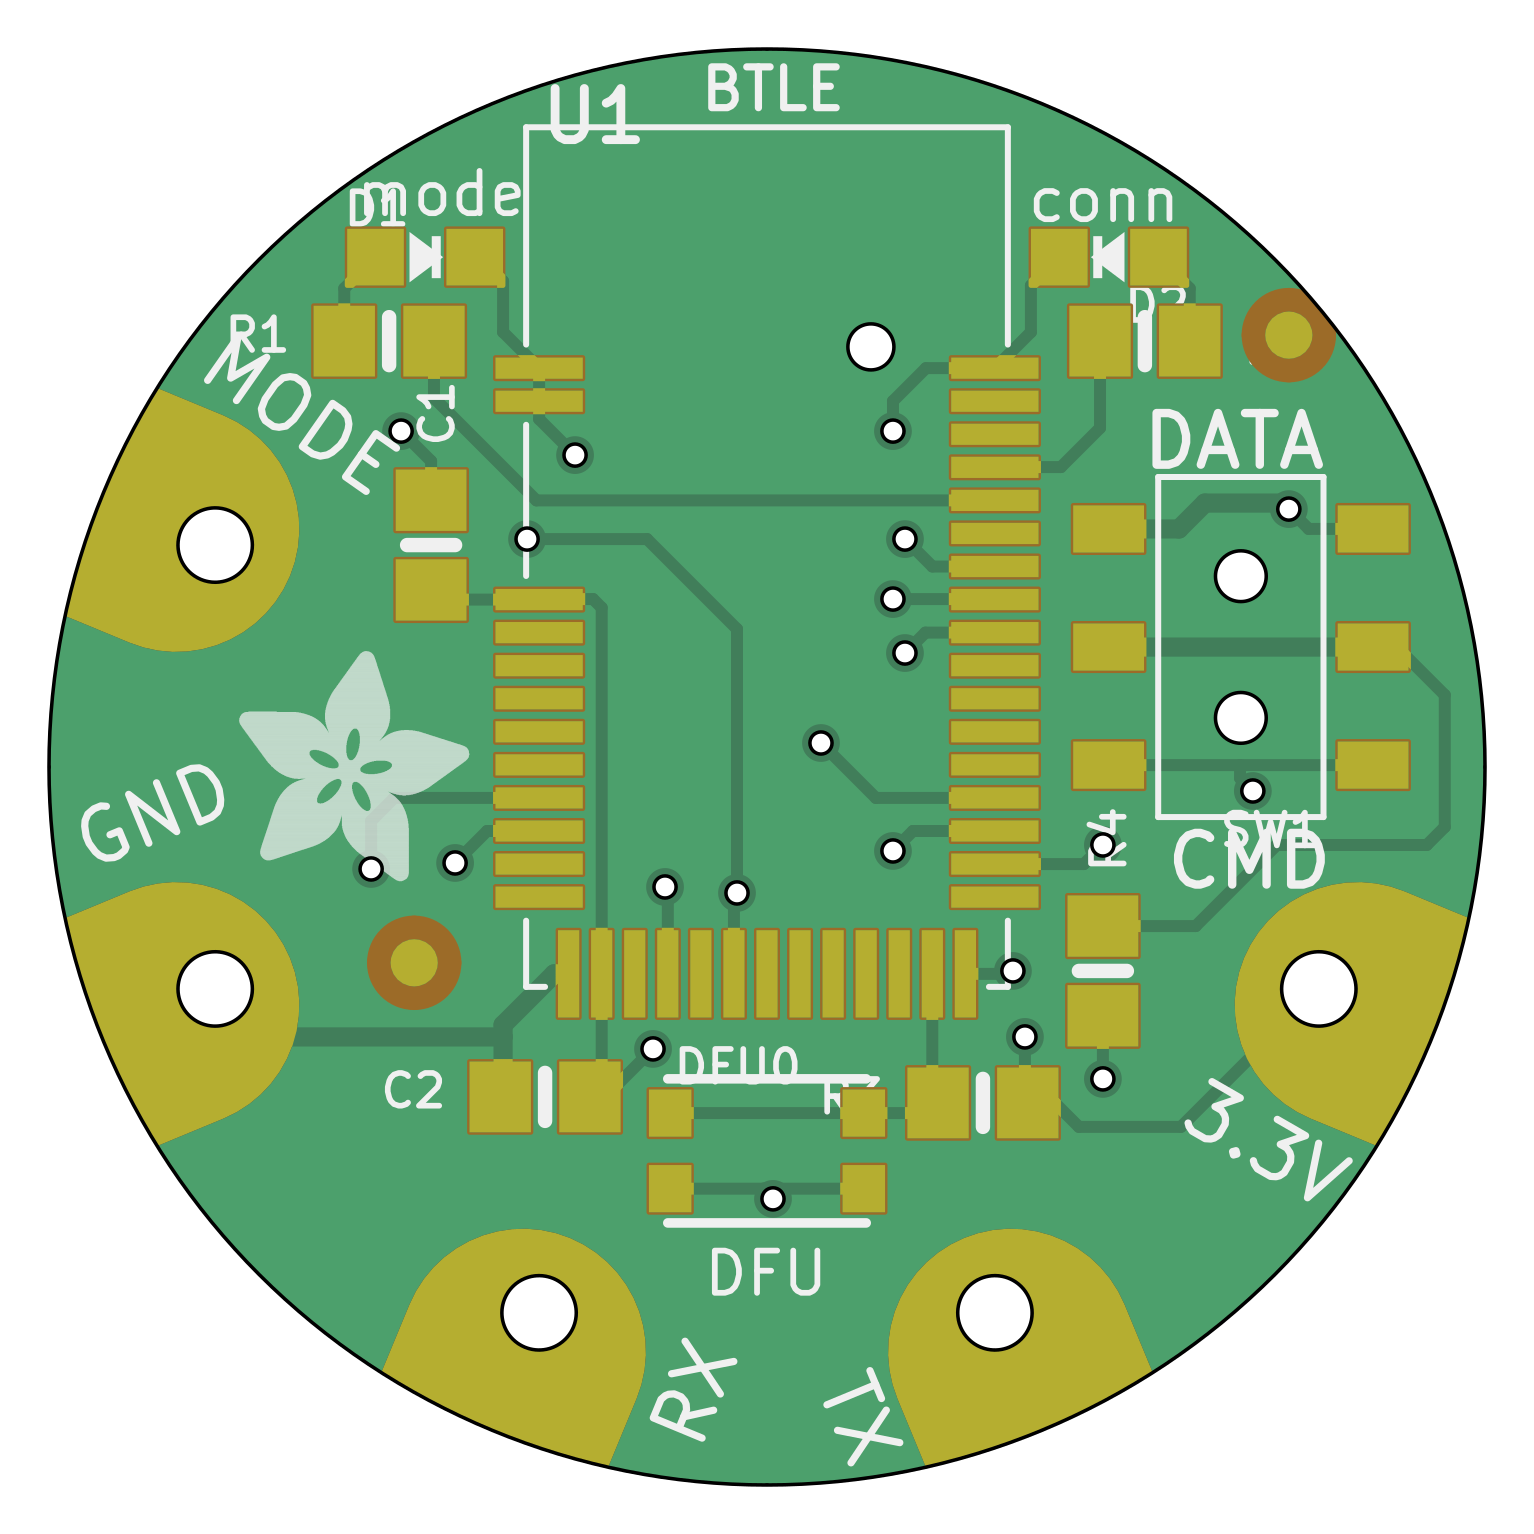 BTLE
U1
mode
D1
conn
D2
R1
MODE
C1
DATA
GND
SW1
R4
CMD
DFU0
C2
3.3V
DFU
RX
TX